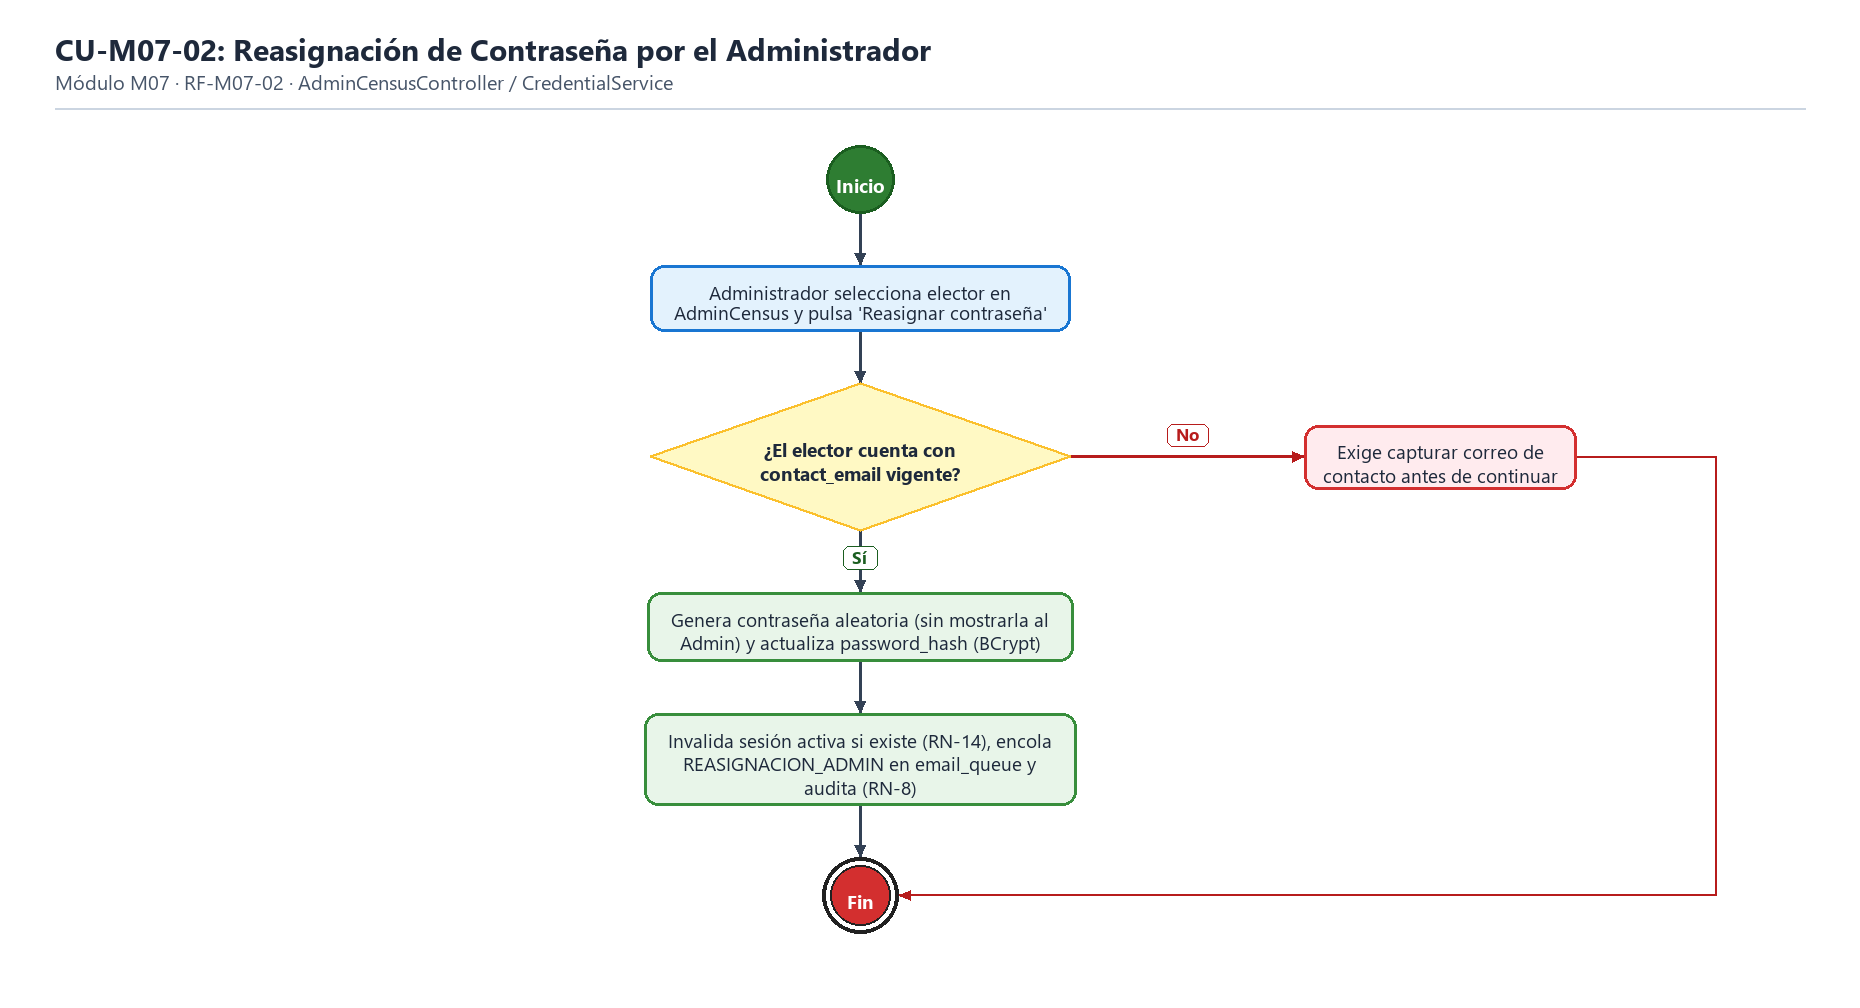 CU-M07-02: Reasignación de Contraseña por el Administrador
Módulo M07 · RF-M07-02 · AdminCensusController / CredentialService
Inicio
Administrador selecciona elector en
AdminCensus y pulsa 'Reasignar contraseña'
¿El elector cuenta con
contact_email vigente?
No
Exige capturar correo de
contacto antes de continuar
Sí
Genera contraseña aleatoria (sin mostrarla al
Admin) y actualiza password_hash (BCrypt)
Invalida sesión activa si existe (RN-14), encola
REASIGNACION_ADMIN en email_queue y
audita (RN-8)
Fin